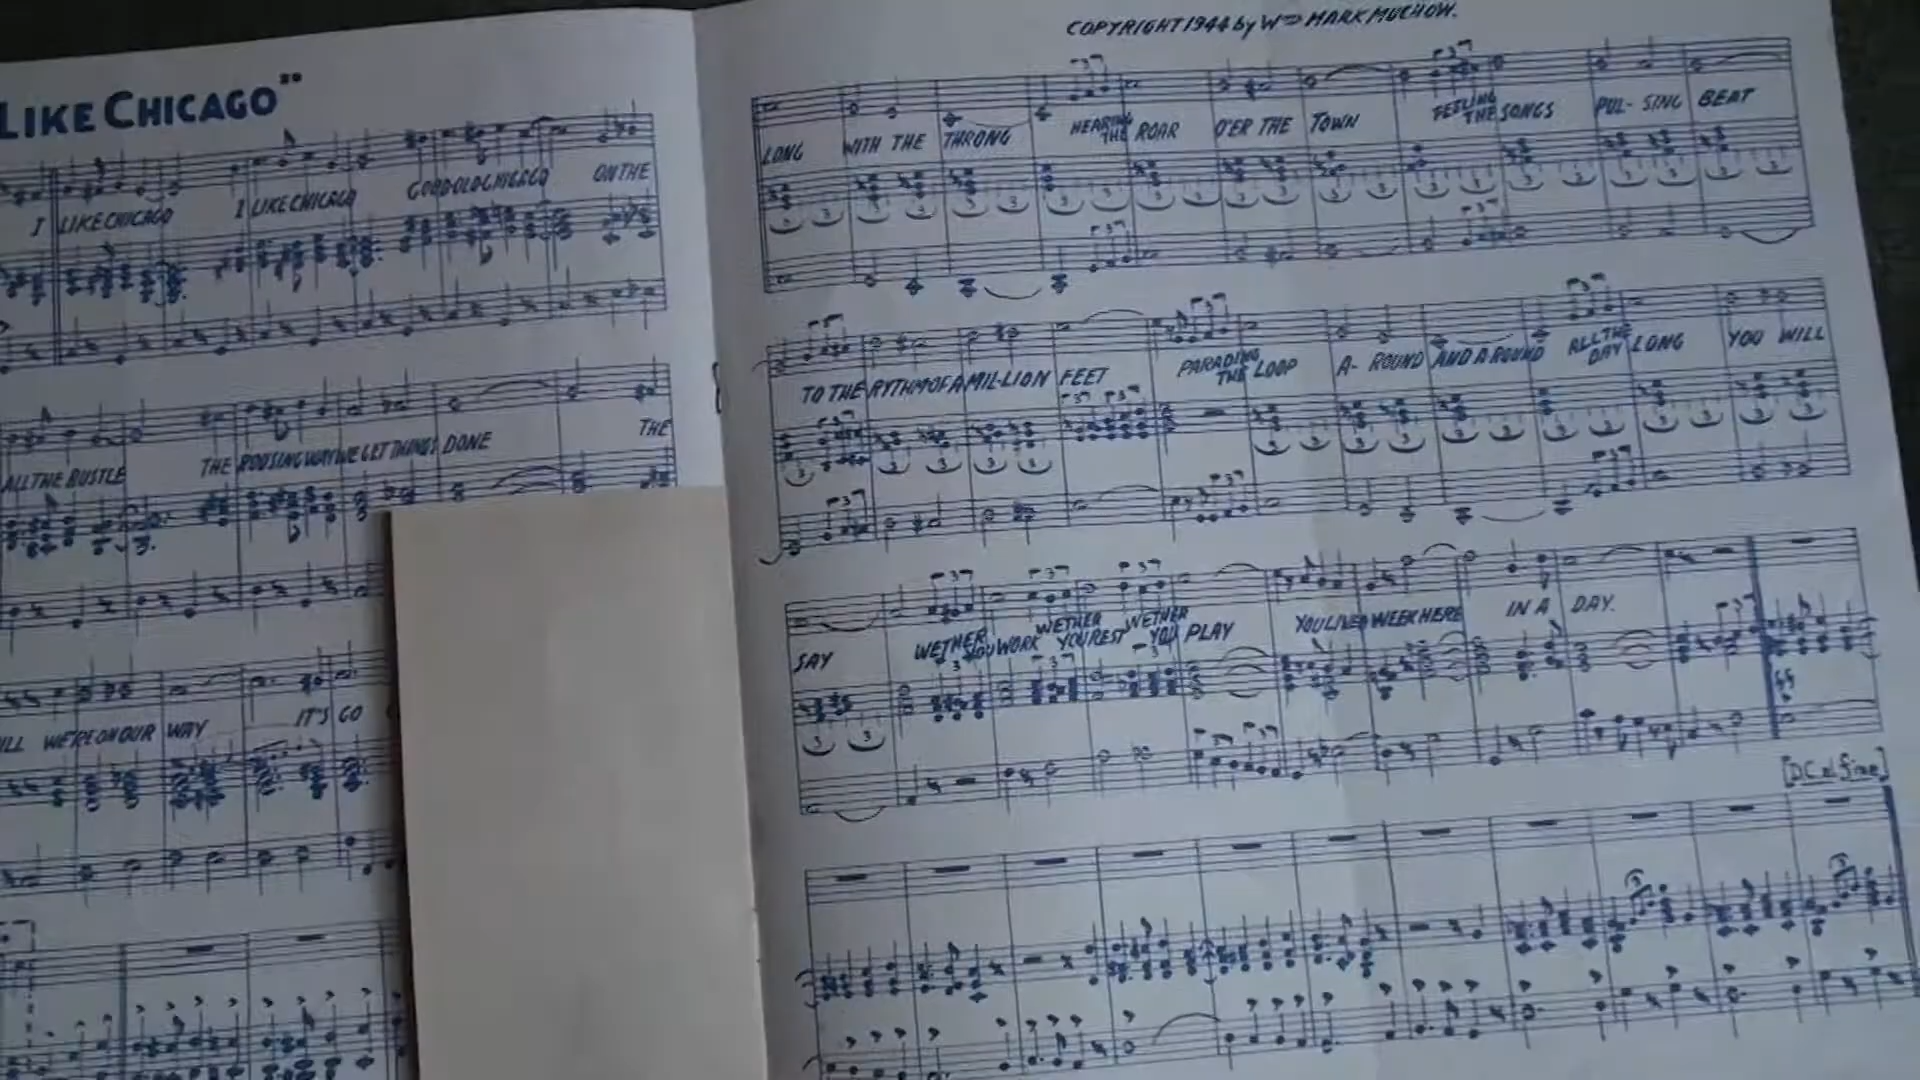 LIKE CHICAGO"
I LIKE CHICAGO I LIKE CHICAGO GOOD OLD CHICAGO ON THE
ALL THE BUSTLE THE ROUSING WAY WE GET THINGS DONE THE
WE'RE ON OUR WAY IT'S GO
COPYRIGHT 1944 by WM MARK MUCHOW.
LONG WITH THE THRONG HEARING THE ROAR O'ER THE TOWN FEELING THE SONGS PUL- SING BEAT
TO THE RYTHM OF A MIL-LION FEET PARADING THE LOOP A- ROUND AND AROUND ALL THE DAY LONG YOU WILL
SAY WETHER YOU WORK WETHER YOU REST WETHER YOU PLAY YOU LIVE A WEEK HERE IN A DAY.
[D.C. al Fine]